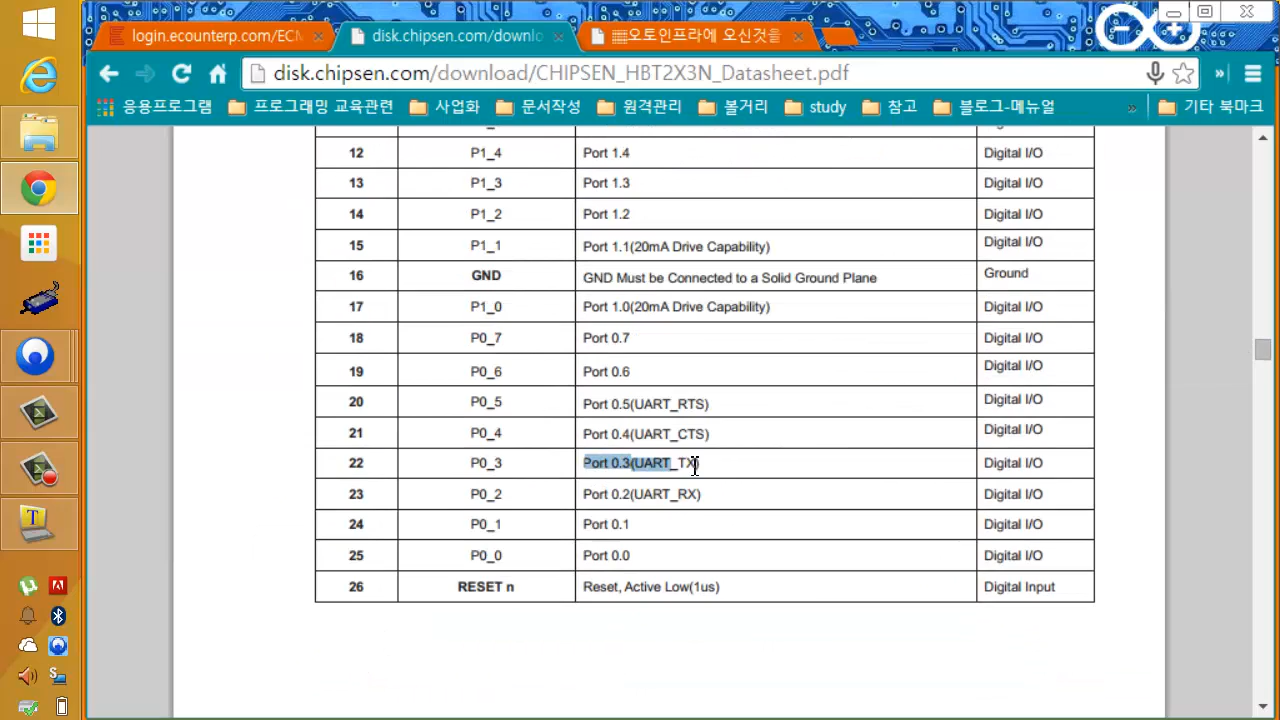 login.ecounterp.com/ECM
disk.chipsen.com/downlo
오토인프라에 오신것을
disk.chipsen.com/download/CHIPSEN_HBT2X3N_Datasheet.pdf
응용프로그램 프로그래밍 교육관련 사업화 문서작성 원격관리 볼거리 study 참고 블로그-메뉴얼 » 기타 북마크
12 P1_4 Port 1.4 Digital I/O
13 P1_3 Port 1.3 Digital I/O
14 P1_2 Port 1.2 Digital I/O
15 P1_1 Port 1.1(20mA Drive Capability) Digital I/O
16 GND GND Must be Connected to a Solid Ground Plane Ground
17 P1_0 Port 1.0(20mA Drive Capability) Digital I/O
18 P0_7 Port 0.7 Digital I/O
19 P0_6 Port 0.6 Digital I/O
20 P0_5 Port 0.5(UART_RTS) Digital I/O
21 P0_4 Port 0.4(UART_CTS) Digital I/O
22 P0_3 Port 0.3(UART_TX) Digital I/O
23 P0_2 Port 0.2(UART_RX) Digital I/O
24 P0_1 Port 0.1 Digital I/O
25 P0_0 Port 0.0 Digital I/O
26 RESET n Reset, Active Low(1us) Digital Input